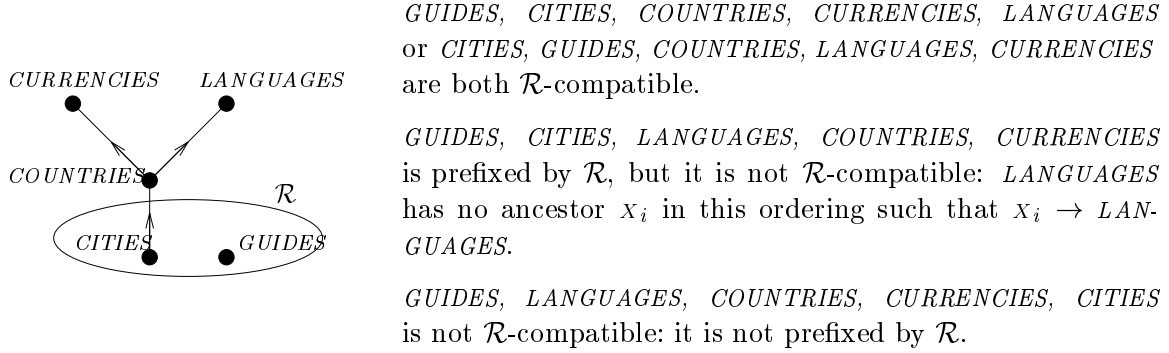 CURRENCIES LANGUAGES
COUNTRIES
R
CITIES GUIDES
GUIDES, CITIES, COUNTRIES, CURRENCIES, LANGUAGES
or CITIES, GUIDES, COUNTRIES, LANGUAGES, CURRENCIES
are both R-compatible.
GUIDES, CITIES, LANGUAGES, COUNTRIES, CURRENCIES
is prefixed by R, but it is not R-compatible: LANGUAGES
has no ancestor X_i in this ordering such that X_i → LAN-
GUAGES.
GUIDES, LANGUAGES, COUNTRIES, CURRENCIES, CITIES
is not R-compatible: it is not prefixed by R.